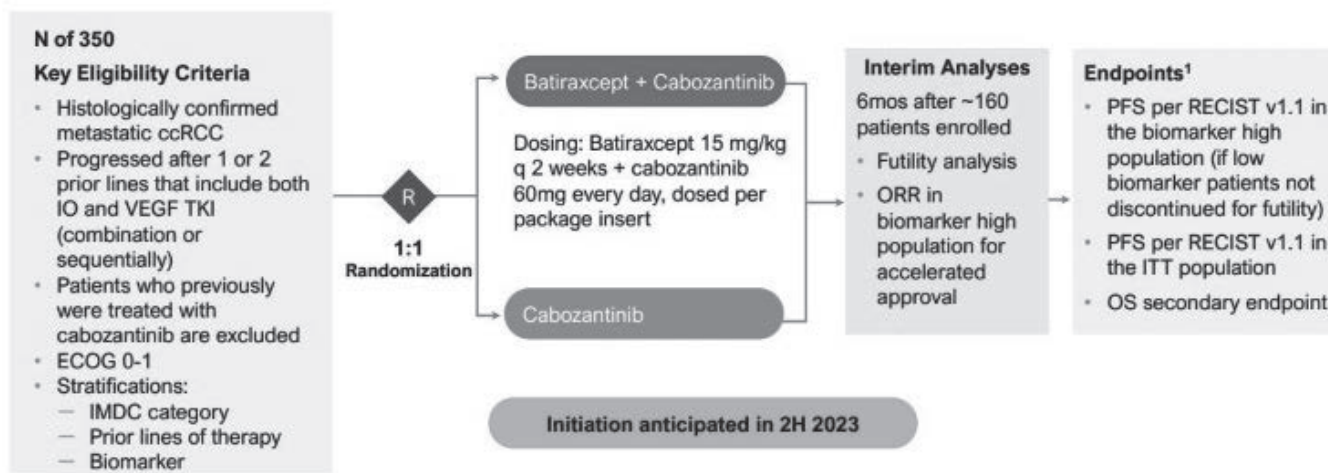 N of 350
Key Eligibility Criteria
• Histologically confirmed
metastatic ccRCC
• Progressed after 1 or 2
prior lines that include both
IO and VEGF TKI
(combination or
sequentially)
• Patients who previously
were treated with
cabozantinib are excluded
• ECOG 0-1
• Stratifications:
— IMDC category
— Prior lines of therapy
— Biomarker
R
1:1
Randomization
Batiraxcept + Cabozantinib
Dosing: Batiraxcept 15 mg/kg
q 2 weeks + cabozantinib
60mg every day, dosed per
package insert
Cabozantinib
Interim Analyses
6mos after ~160
patients enrolled
• Futility analysis
• ORR in
biomarker high
population for
accelerated
approval
Endpoints¹
• PFS per RECIST v1.1 in
the biomarker high
population (if low
biomarker patients not
discontinued for futility)
• PFS per RECIST v1.1 in
the ITT population
• OS secondary endpoint
Initiation anticipated in 2H 2023